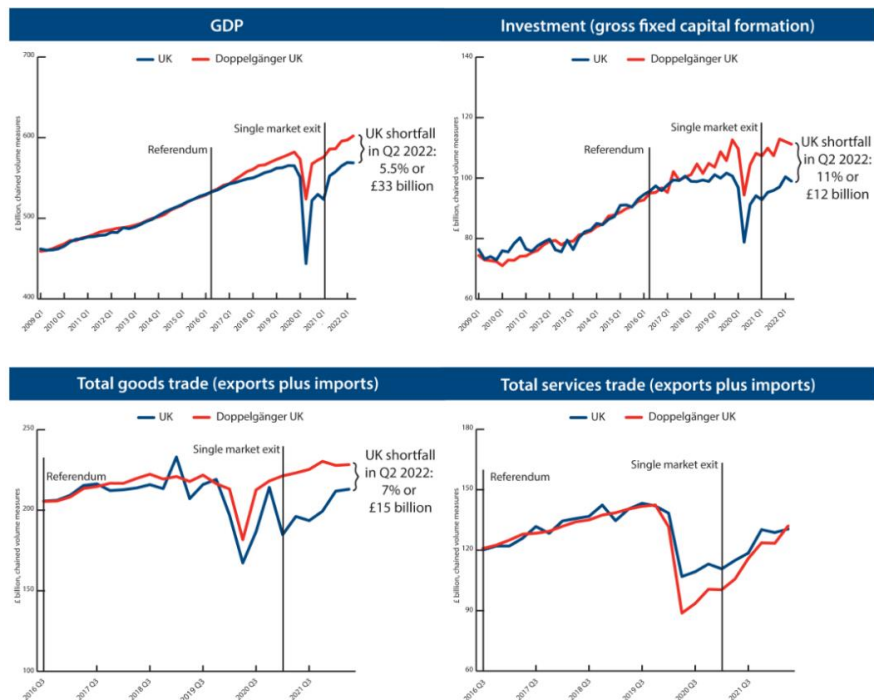 GDP
£ billion, chained volume measures
700
600
500
400
UK
Doppelgänger UK
Referendum
Single market exit
UK shortfall
in Q2 2022:
5.5% or
£33 billion
2009 Q1
2010 Q1
2011 Q1
2012 Q1
2013 Q1
2014 Q1
2015 Q1
2016 Q1
2017 Q1
2018 Q1
2019 Q1
2020 Q1
2021 Q1
2022 Q1
Investment (gross fixed capital formation)
£ billion, chained volume measures
140
120
100
80
60
UK
Doppelgänger UK
Referendum
Single market exit
UK shortfall
in Q2 2022:
11% or
£12 billion
2009 Q1
2010 Q1
2011 Q1
2012 Q1
2013 Q1
2014 Q1
2015 Q1
2016 Q1
2017 Q1
2018 Q1
2019 Q1
2020 Q1
2021 Q1
2022 Q1
Total goods trade (exports plus imports)
£ billion, chained volume measures
250
200
150
100
UK
Doppelgänger UK
Referendum
Single market exit
UK shortfall
in Q2 2022:
7% or
£15 billion
2016 Q3
2017 Q3
2018 Q3
2019 Q3
2020 Q3
2021 Q3
Total services trade (exports plus imports)
£ billion, chained volume measures
180
150
120
90
60
UK
Doppelgänger UK
Referendum
Single market exit
2016 Q3
2017 Q3
2018 Q3
2019 Q3
2020 Q3
2021 Q3